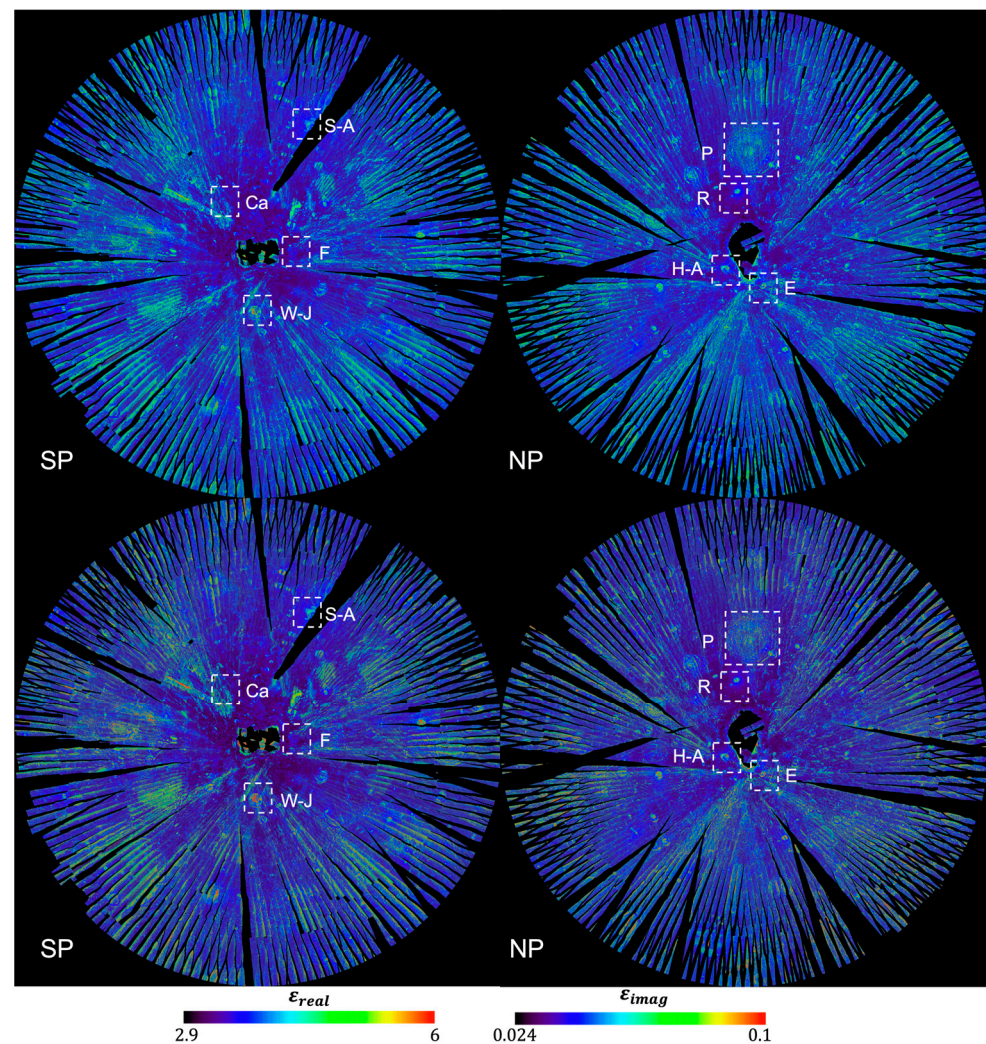 S-A
Ca
F
W-J
SP
P
R
H-A
E
NP
S-A
Ca
F
W-J
SP
P
R
H-A
E
NP
εreal
2.9 6
εimag
0.024 0.1